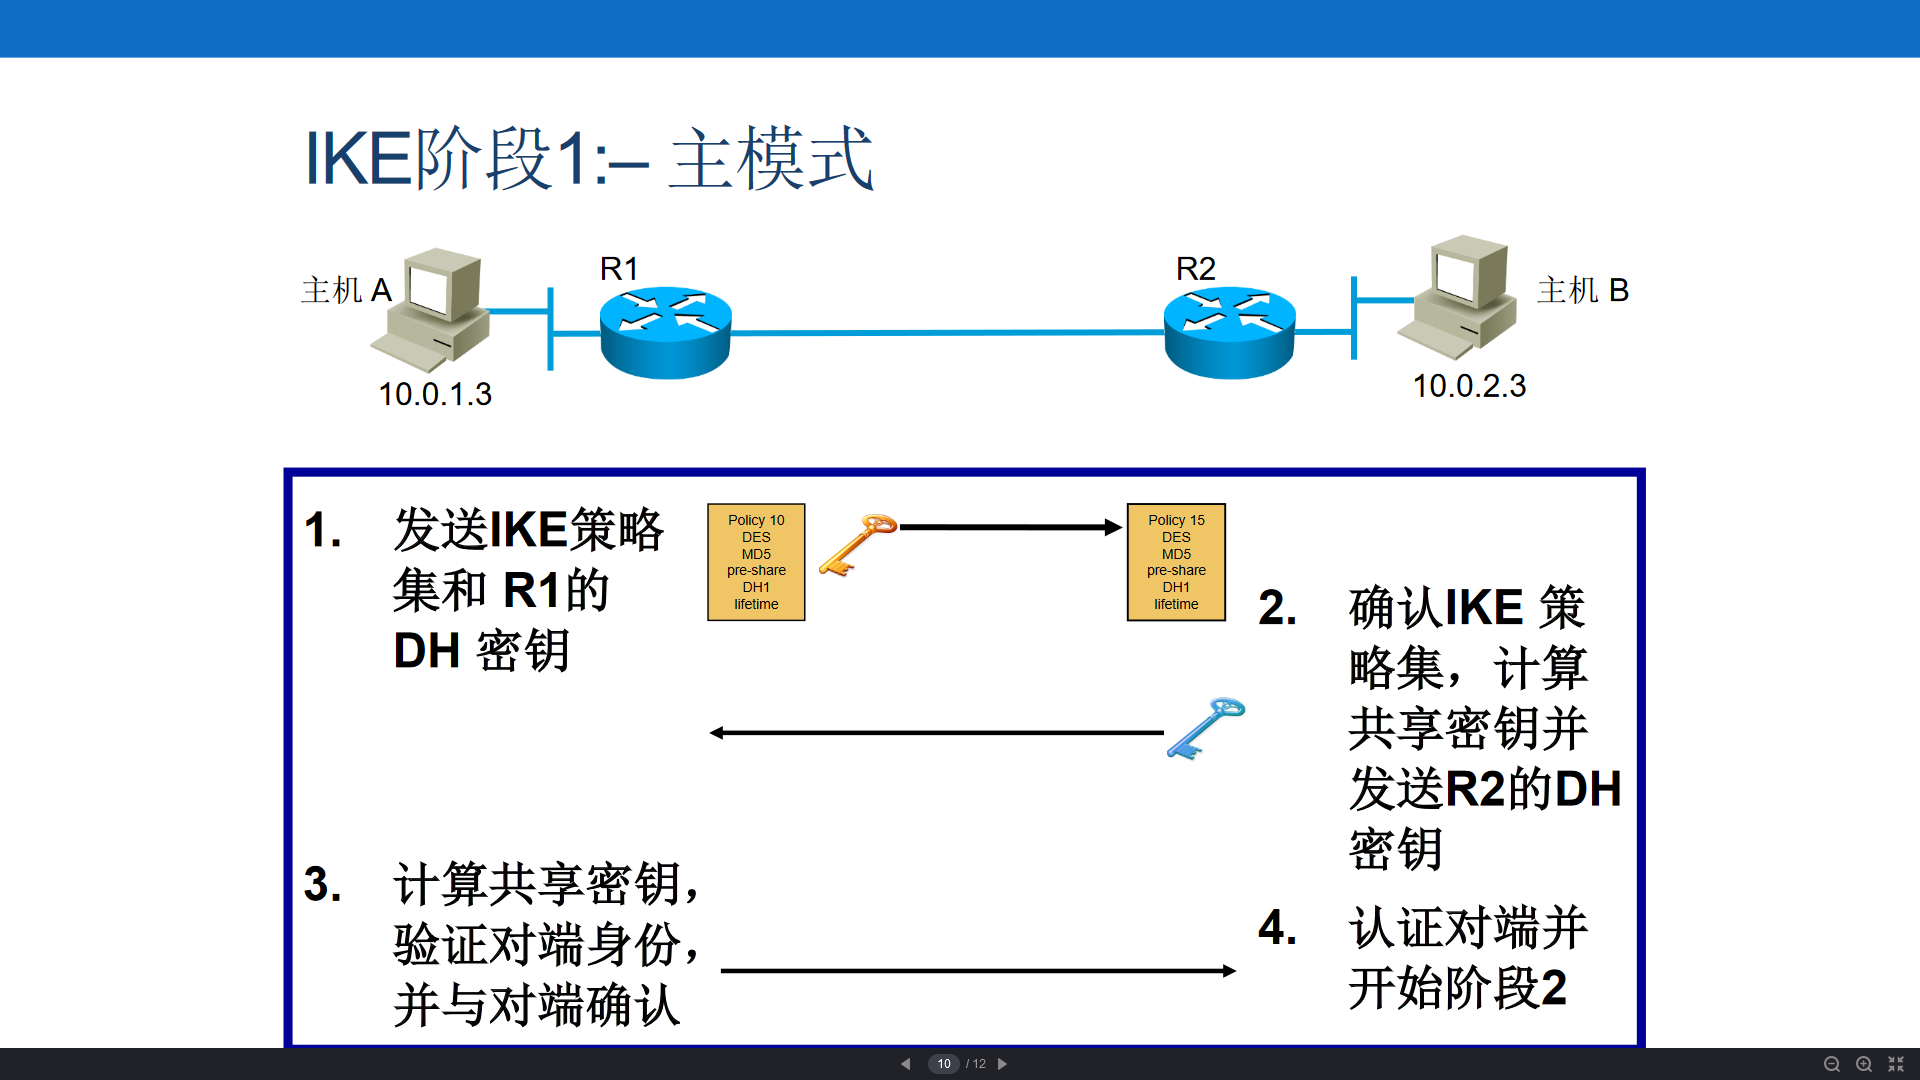 IKE阶段1:– 主模式
R1
R2
主机 A
主机 B
10.0.1.3
10.0.2.3
1. 发送IKE策略
集和 R1的
DH 密钥
Policy 10
DES
MD5
pre-share
DH1
lifetime
Policy 15
DES
MD5
pre-share
DH1
lifetime
2. 确认IKE 策
略集，计算
共享密钥并
发送R2的DH
密钥
3. 计算共享密钥，
验证对端身份，
并与对端确认
4. 认证对端并
开始阶段2
10 / 12